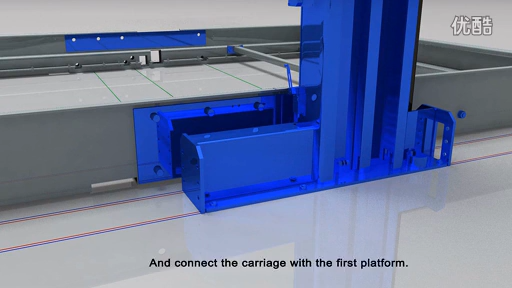 优酷
And connect the carriage with the first platform.